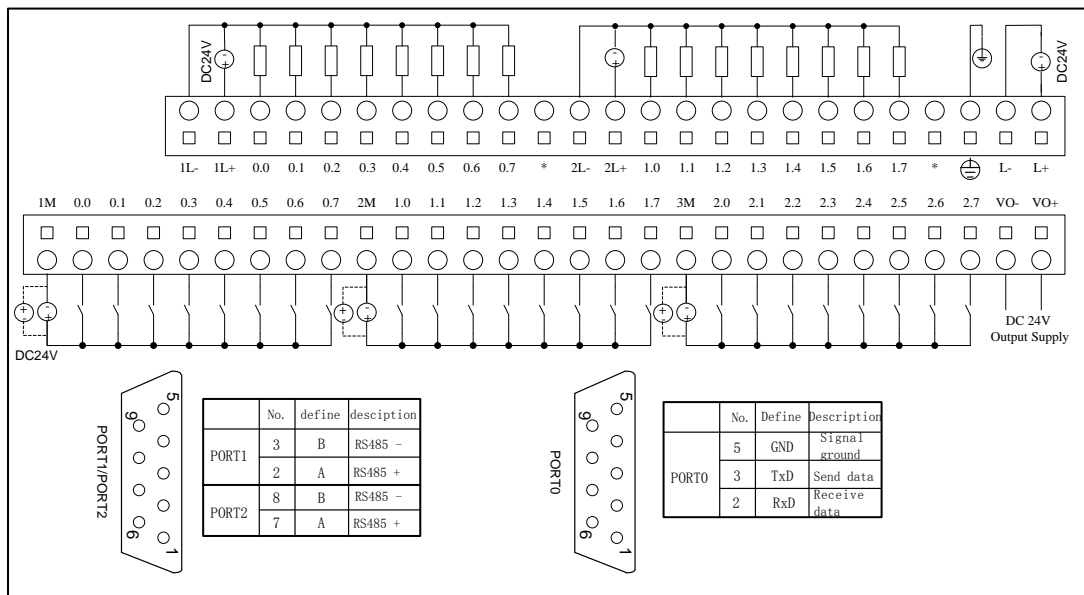 DC24V
DC24V
1L- 1L+ 0.0 0.1 0.2 0.3 0.4 0.5 0.6 0.7 * 2L- 2L+ 1.0 1.1 1.2 1.3 1.4 1.5 1.6 1.7 * L- L+
1M 0.0 0.1 0.2 0.3 0.4 0.5 0.6 0.7 2M 1.0 1.1 1.2 1.3 1.4 1.5 1.6 1.7 3M 2.0 2.1 2.2 2.3 2.4 2.5 2.6 2.7 VO- VO+
DC24V
DC 24V
Output Supply
PORT1/PORT2
5
9
6
1
No. define desciption
PORT1
3 B RS485 -
2 A RS485 +
PORT2
8 B RS485 -
7 A RS485 +
PORT0
5
9
6
1
No. Define Description
PORT0
5 GND Signal
ground
3 TxD Send data
2 RxD Receive
data